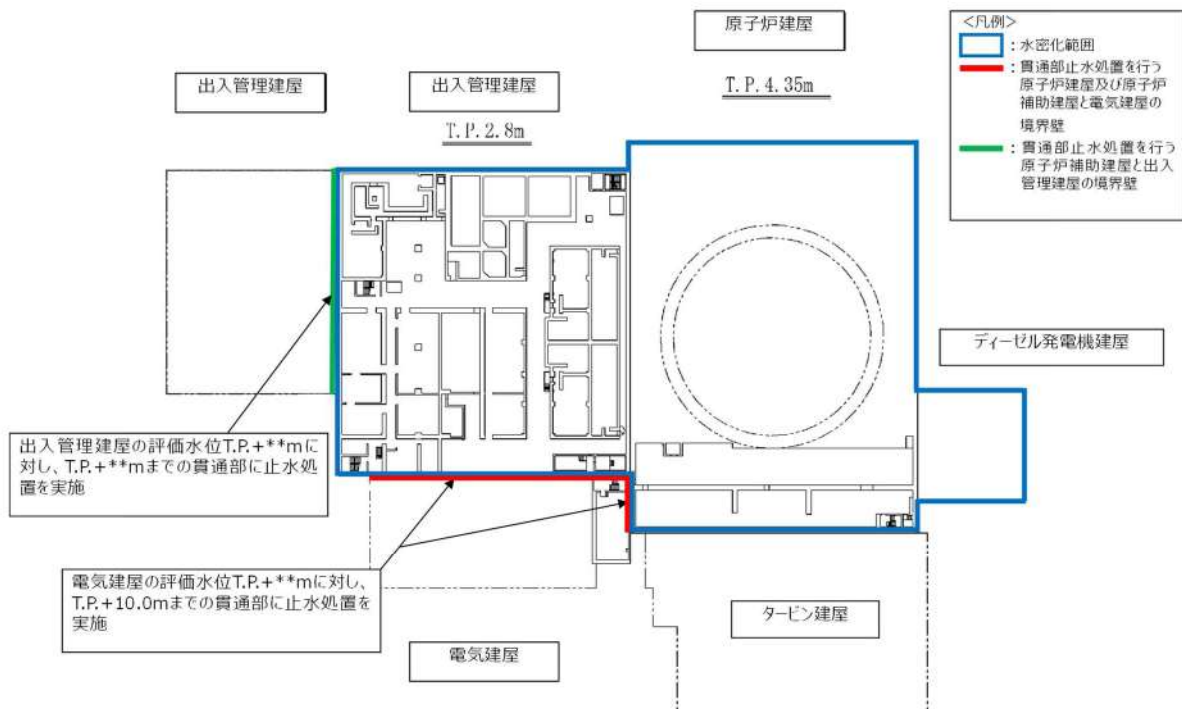 原子炉建屋
T.P.4.35m
<凡例>
：水密化範囲
：貫通部止水処置を行う
原子炉建屋及び原子炉
補助建屋と電気建屋の
境界壁
：貫通部止水処置を行う
原子炉補助建屋と出入
管理建屋の境界壁
出入管理建屋
出入管理建屋
T.P.2.8m
ディーゼル発電機建屋
出入管理建屋の評価水位T.P.+**mに
対し、T.P.+**mまでの貫通部に止水処
置を実施
電気建屋の評価水位T.P.+**mに対し、
T.P.+10.0mまでの貫通部に止水処置を
実施
電気建屋
タービン建屋